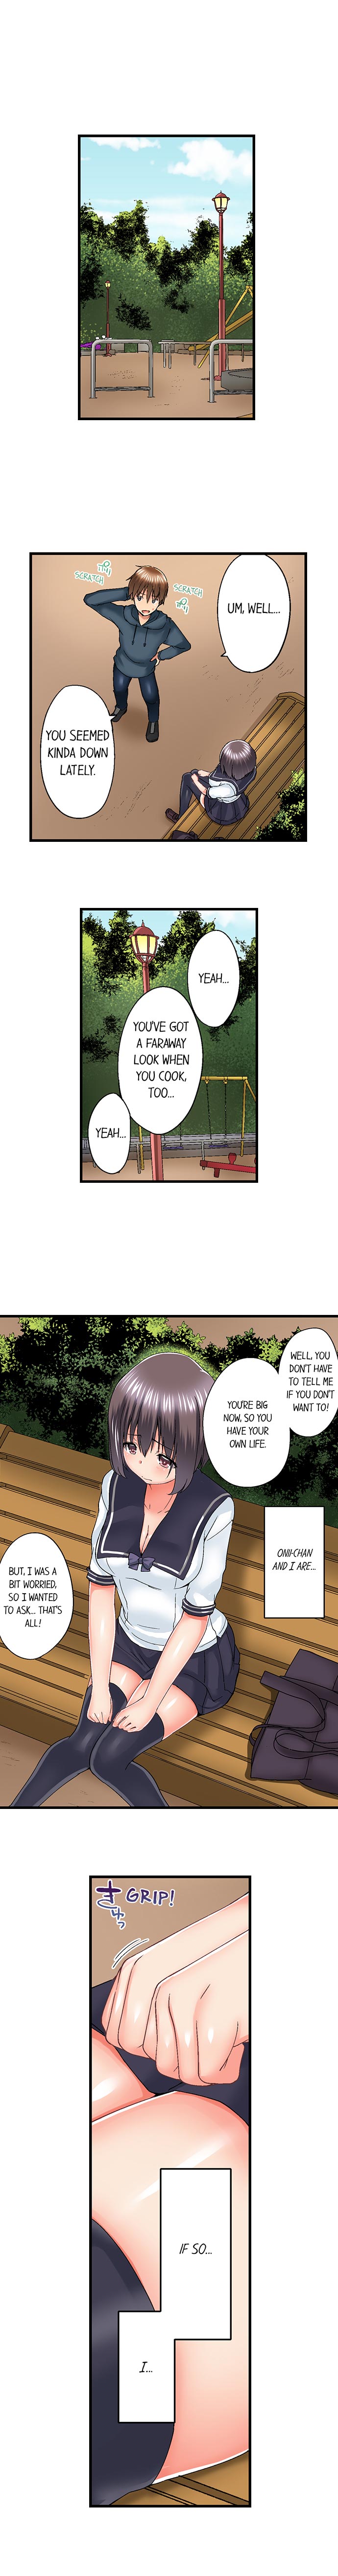 UM, WELL...
SCRATCH
SCRATCH
YOU SEEMED
KINDA DOWN
LATELY.
YEAH...
YOU'VE GOT
A FARAWAY
LOOK WHEN
YOU COOK,
TOO...
YEAH...
WELL, YOU
DON'T HAVE
TO TELL ME
IF YOU DON'T
WANT TO!
YOU'RE BIG
NOW, SO YOU
HAVE YOUR
OWN LIFE.
ONII-CHAN
AND I ARE...
BUT, I WAS A
BIT WORRIED,
SO I WANTED
TO ASK... THAT'S
ALL!
GRIP!
IF SO...
I...